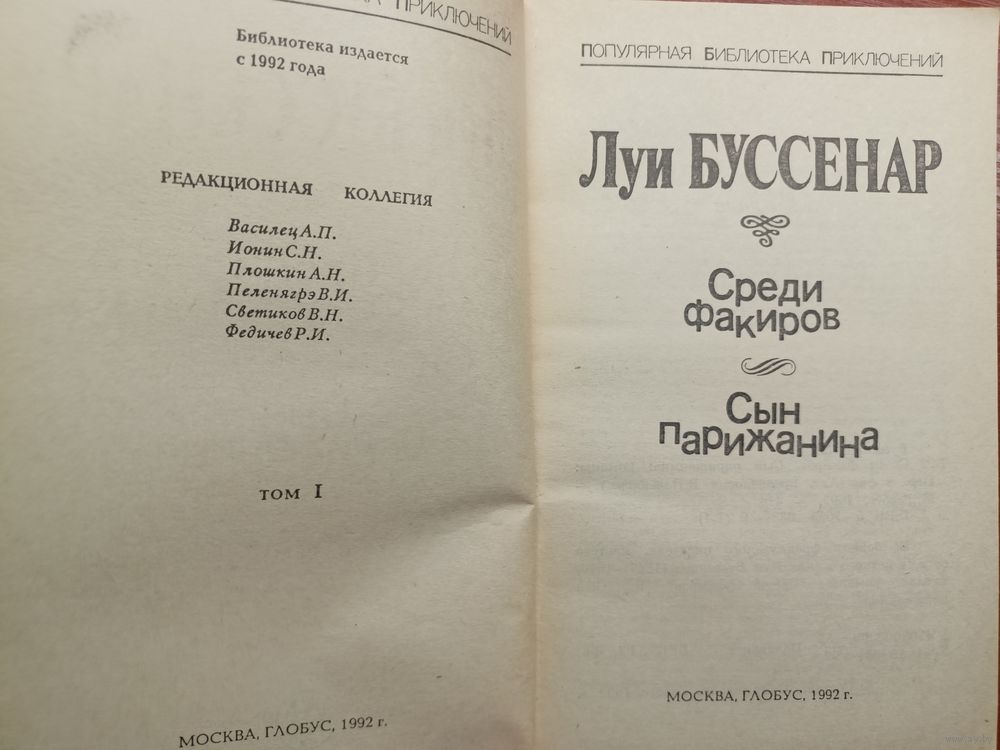 ПРИКЛЮЧЕНИЙ
Библиотека издается
с 1992 года
РЕДАКЦИОННАЯ КОЛЛЕГИЯ
Василец А.П.
Ионин С.Н.
Плошкин А.Н.
Пеленягрэ В.И.
Светиков В.Н.
Федичев Р.И.
ТОМ I
МОСКВА, ГЛОБУС, 1992 г.
ПОПУЛЯРНАЯ БИБЛИОТЕКА ПРИКЛЮЧЕНИЙ
Луи БУССЕНАР
Среди
факиров
Сын
парижанина
МОСКВА, ГЛОБУС, 1992 г.